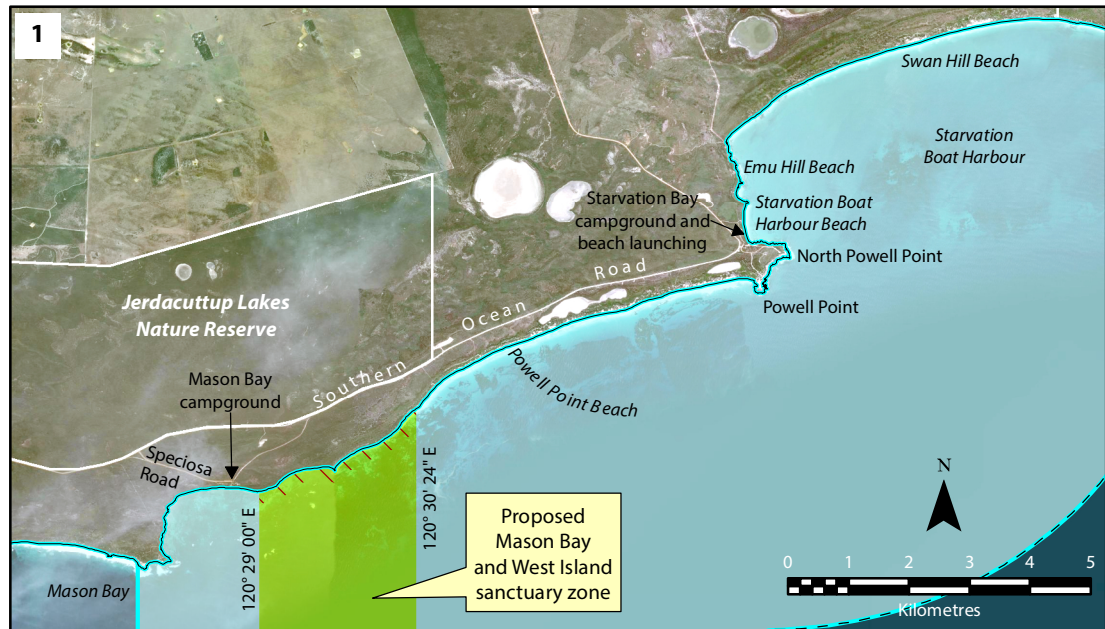 1
Swan Hill Beach
Starvation
Boat Harbour
Emu Hill Beach
Starvation Bay
campground and
beach launching
Starvation Boat
Harbour Beach
North Powell Point
Powell Point
Jerdacuttup Lakes
Nature Reserve
Southern Ocean Road
Powell Point Beach
Mason Bay
campground
Speciosa
Road
120° 29' 00" E
120° 30' 24" E
Proposed
Mason Bay
and West Island
sanctuary zone
Mason Bay
N
0 1 2 3 4 5
Kilometres